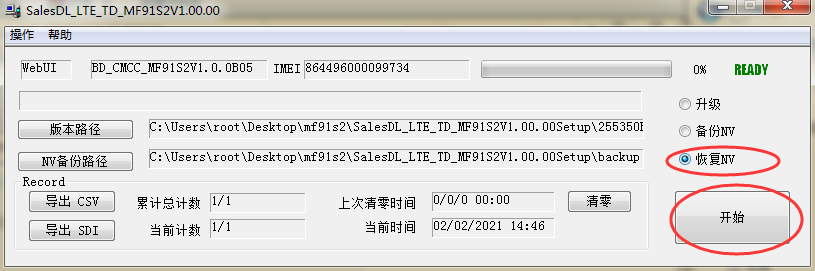 SalesDL_LTE_TD_MF91S2V1.00.00
操作 帮助
WebUI BD_CMCC_MF91S2V1.0.0B05 IMEI 864496000099734 0% READY
升级
版本路径 C:\Users\root\Desktop\mf91s2\SalesDL_LTE_TD_MF91S2V1.00.00Setup\255350B
备份NV
NV备份路径 C:\Users\root\Desktop\mf91s2\SalesDL_LTE_TD_MF91S2V1.00.00Setup\backup
恢复NV
Record
导出 CSV 累计总计数 1/1 上次清零时间 0/0/0 00:00 清零
开始
导出 SDI 当前计数 1/1 当前时间 02/02/2021 14:46